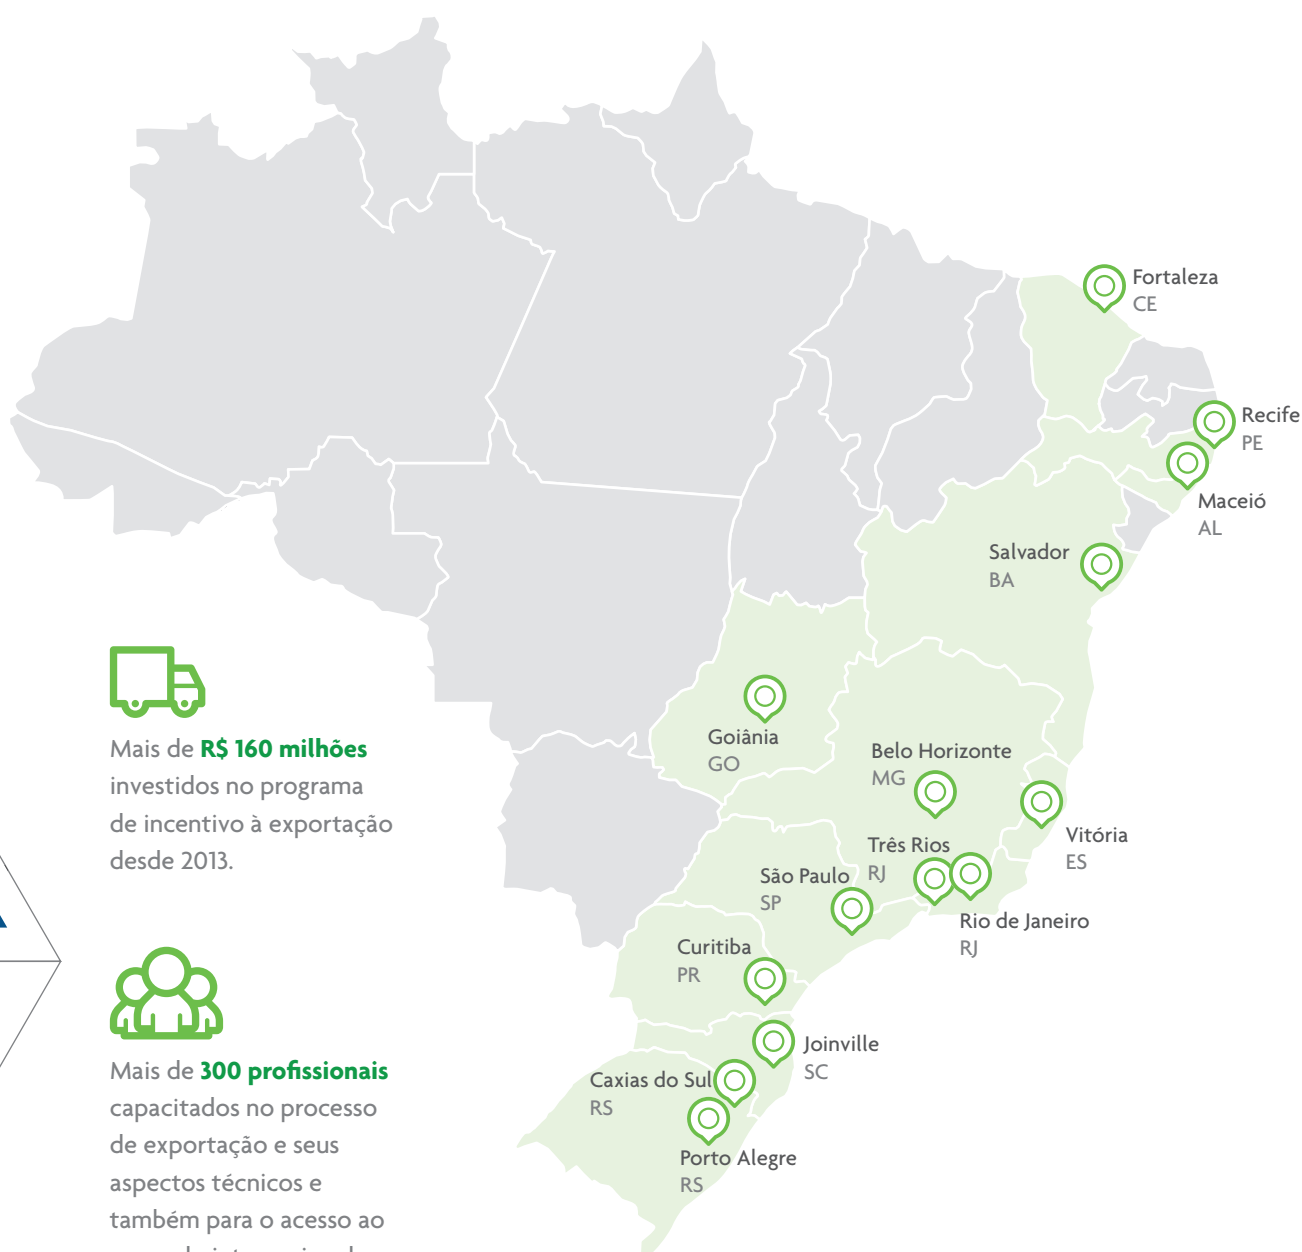 Fortaleza
CE
Recife
PE
Maceió
AL
Salvador
BA
Goiânia
GO
Belo Horizonte
MG
Vitória
ES
Três Rios
RJ
São Paulo
SP
Rio de Janeiro
RJ
Curitiba
PR
Joinville
SC
Caxias do Sul
RS
Porto Alegre
RS
Mais de R$ 160 milhões
investidos no programa
de incentivo à exportação
desde 2013.
Mais de 300 profissionais
capacitados no processo
de exportação e seus
aspectos técnicos e
também para o acesso ao